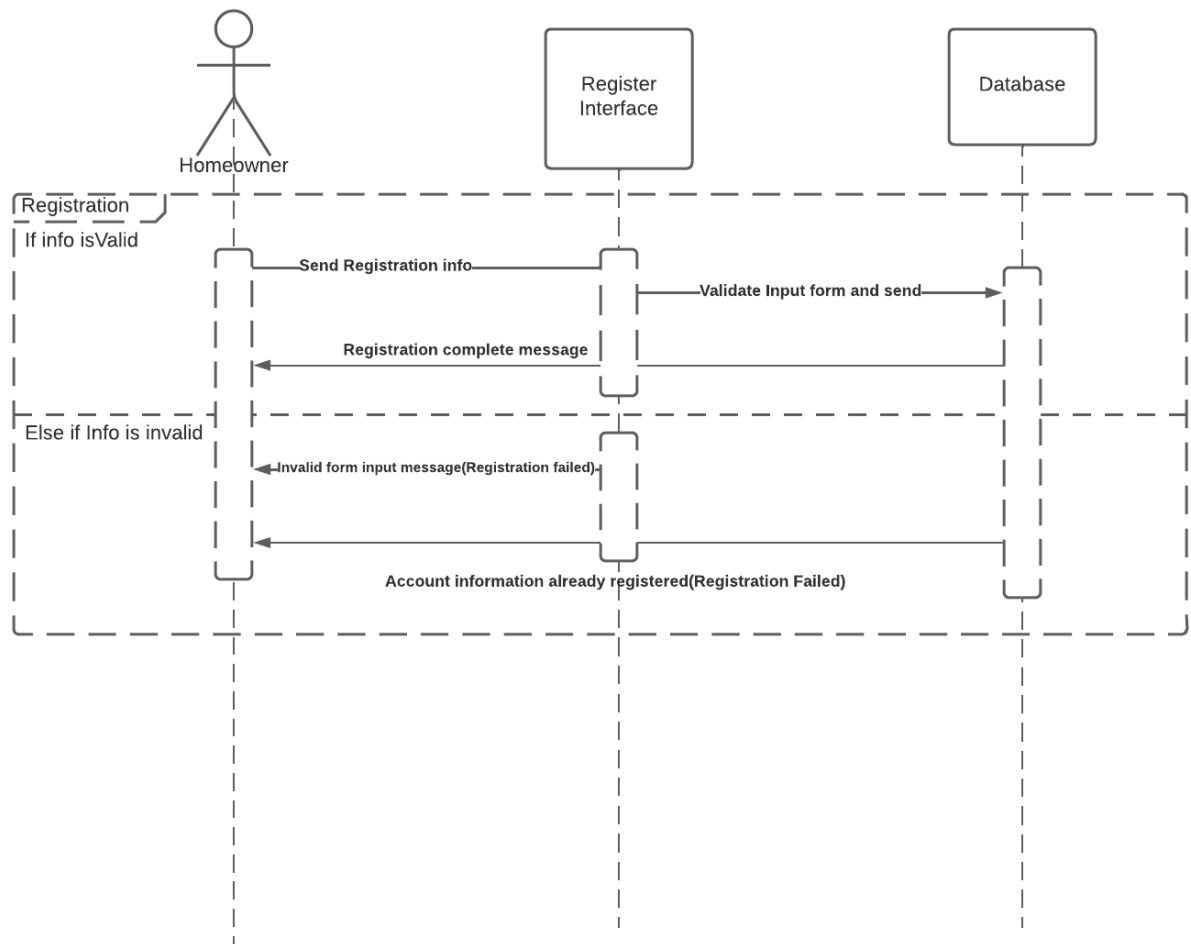 Register
Interface
Database
Homeowner
Registration
If info isValid
Send Registration info
Validate Input form and send
Registration complete message
Else if Info is invalid
Invalid form input message(Registration failed)
Account information already registered(Registration Failed)